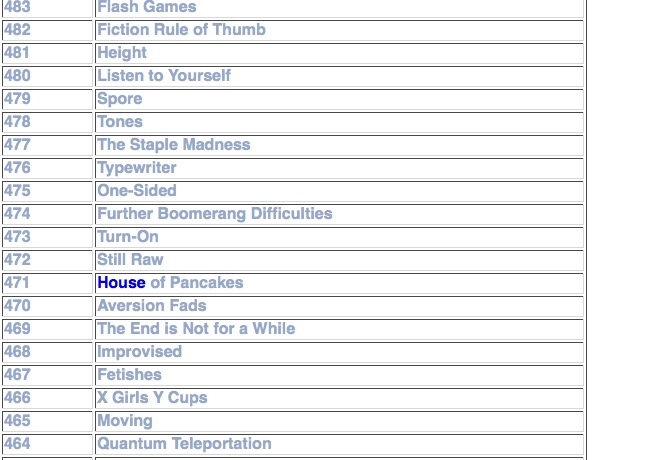 483 Flash Games
482 Fiction Rule of Thumb
481 Height
480 Listen to Yourself
479 Spore
478 Tones
477 The Staple Madness
476 Typewriter
475 One-Sided
474 Further Boomerang Difficulties
473 Turn-On
472 Still Raw
471 House of Pancakes
470 Aversion Fads
469 The End is Not for a While
468 Improvised
467 Fetishes
466 X Girls Y Cups
465 Moving
464 Quantum Teleportation